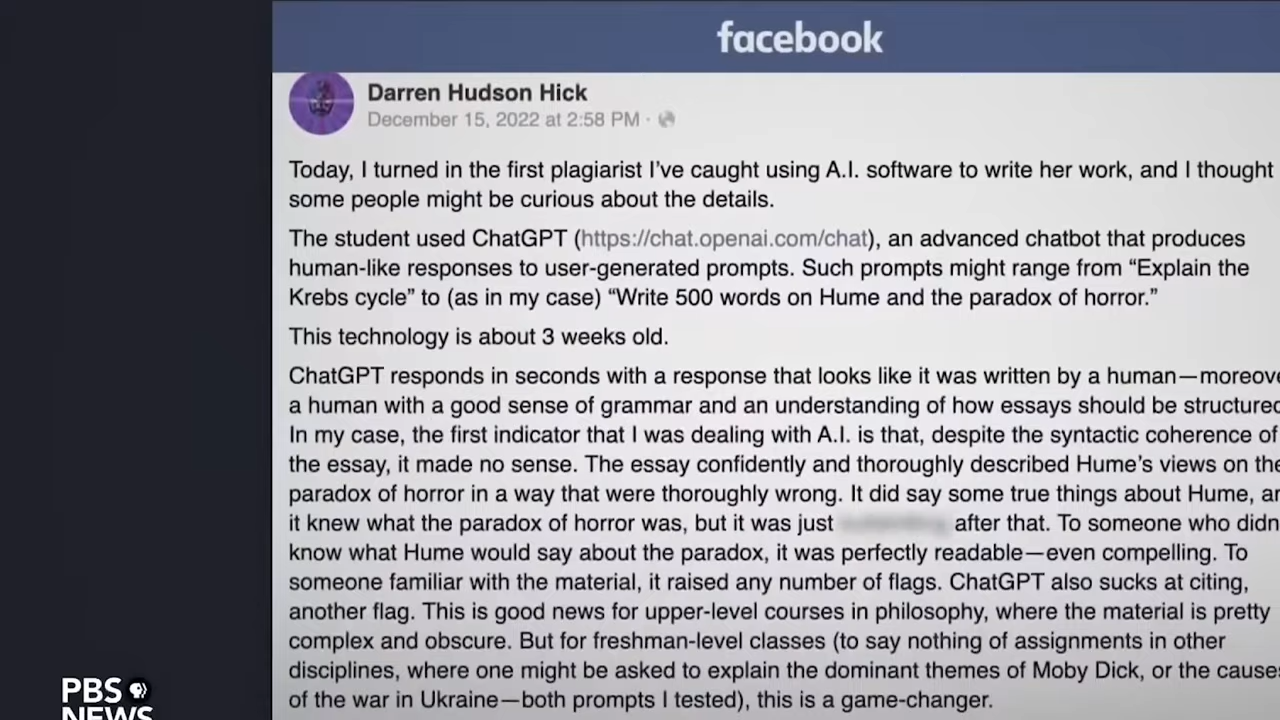 facebook
Darren Hudson Hick
December 15, 2022 at 2:58 PM ·
Today, I turned in the first plagiarist I've caught using A.I. software to write her work, and I thought
some people might be curious about the details.
The student used ChatGPT (https://chat.openai.com/chat), an advanced chatbot that produces
human-like responses to user-generated prompts. Such prompts might range from “Explain the
Krebs cycle” to (as in my case) “Write 500 words on Hume and the paradox of horror.”
This technology is about 3 weeks old.
ChatGPT responds in seconds with a response that looks like it was written by a human—moreove
a human with a good sense of grammar and an understanding of how essays should be structured
In my case, the first indicator that I was dealing with A.I. is that, despite the syntactic coherence of
the essay, it made no sense. The essay confidently and thoroughly described Hume's views on the
paradox of horror in a way that were thoroughly wrong. It did say some true things about Hume, an
it knew what the paradox of horror was, but it was just after that. To someone who didn
know what Hume would say about the paradox, it was perfectly readable—even compelling. To
someone familiar with the material, it raised any number of flags. ChatGPT also sucks at citing,
another flag. This is good news for upper-level courses in philosophy, where the material is pretty
complex and obscure. But for freshman-level classes (to say nothing of assignments in other
disciplines, where one might be asked to explain the dominant themes of Moby Dick, or the causes
of the war in Ukraine—both prompts I tested), this is a game-changer.
PBS
NEWS